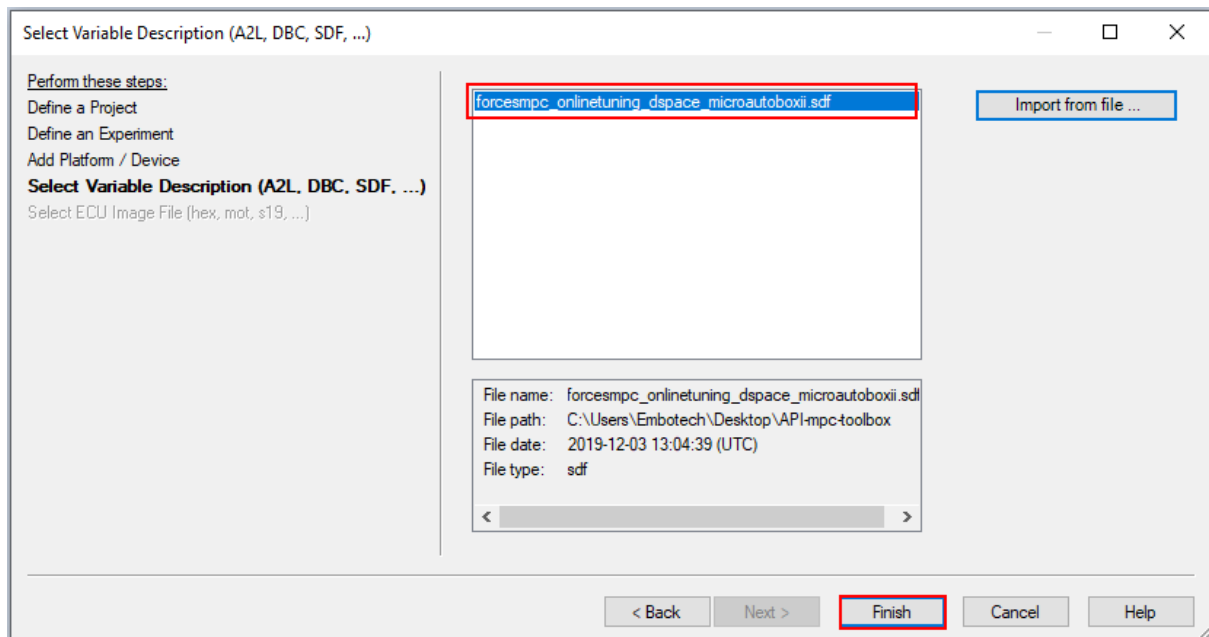 Select Variable Description (A2L, DBC, SDF, ...)
Perform these steps:
Define a Project
Define an Experiment
Add Platform / Device
Select Variable Description (A2L, DBC, SDF, ...)
Select ECU Image File (hex, mot, s19, ...)
forcesmpc_onlinetuning_dspace_microautoboxii.sdf
Import from file ...
File name: forcesmpc_onlinetuning_dspace_microautoboxii.sdf
File path: C:\Users\Embotech\Desktop\API-mpc-toolbox
File date: 2019-12-03 13:04:39 (UTC)
File type: sdf
< Back Next > Finish Cancel Help